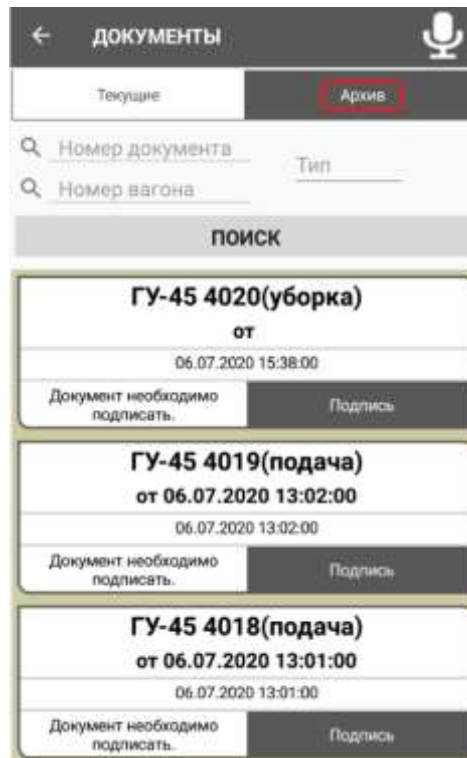 ДОКУМЕНТЫ
Текущие Архив
Номер документа
Тип
Номер вагона
ПОИСК
ГУ-45 4020(уборка)
от
06.07.2020 15:38:00
Документ необходимо
подписать.
Подпись
ГУ-45 4019(подача)
от 06.07.2020 13:02:00
06.07.2020 13:02:00
Документ необходимо
подписать.
Подпись
ГУ-45 4018(подача)
от 06.07.2020 13:01:00
06.07.2020 13:01:00
Документ необходимо
подписать.
Подпись